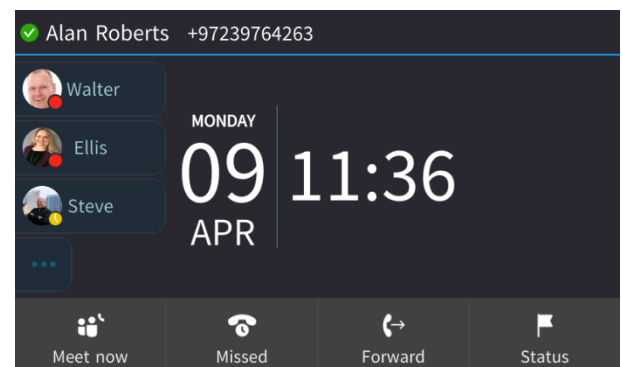 Alan Roberts +97239764263
Walter
Ellis
Steve
MONDAY
09
APR
11:36
Meet now
Missed
Forward
Status